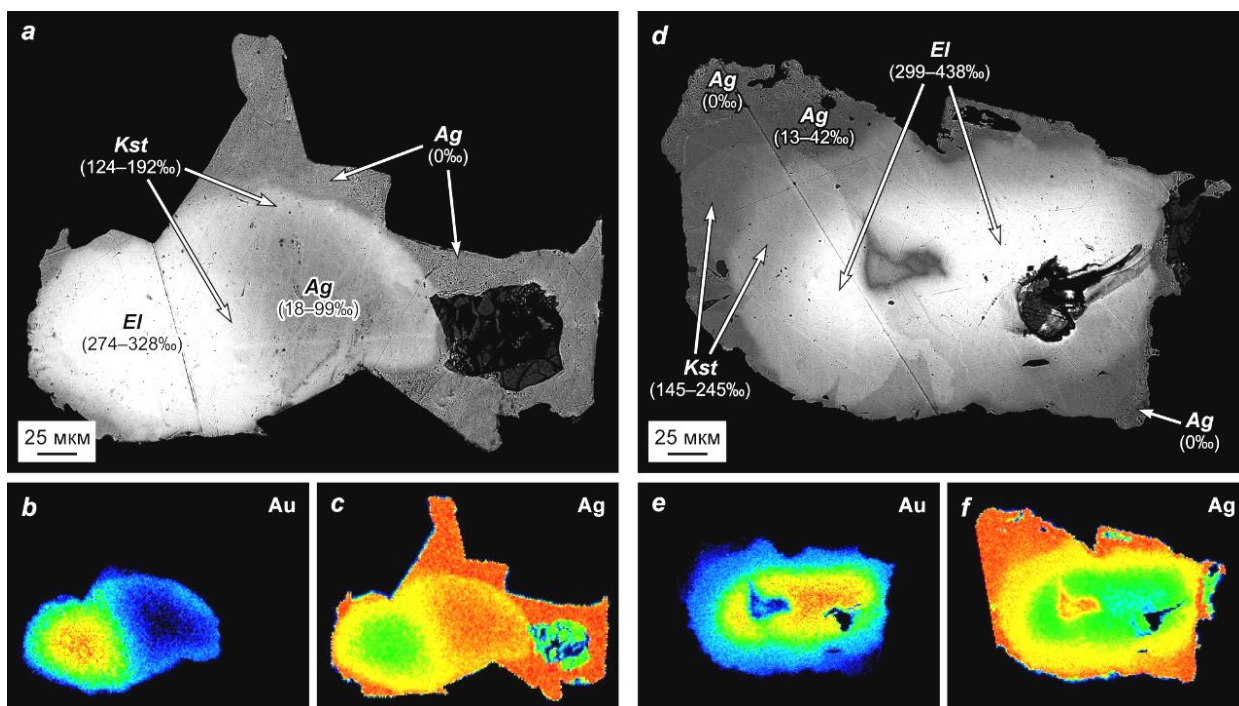 a
Kst
(124–192‰)
Ag
(0‰)
Ag
(18–99‰)
El
(274–328‰)
25 мкм
d
El
(299–438‰)
Ag
(0‰)
Ag
(13–42‰)
Kst
(145–245‰)
Ag
(0‰)
25 мкм
b
Au
c
Ag
e
Au
f
Ag